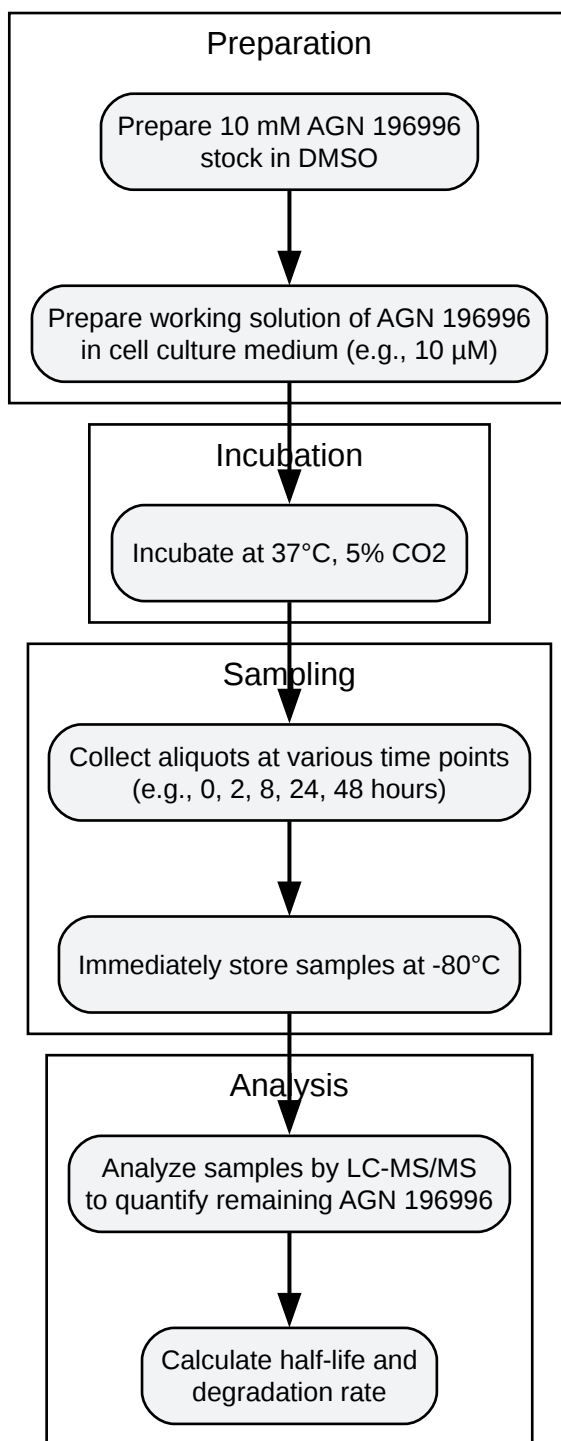 Preparation
Prepare 10 mM AGN 196996
stock in DMSO
Prepare working solution of AGN 196996
in cell culture medium (e.g., 10 µM)
Incubation
Incubate at 37°C, 5% CO2
Sampling
Collect aliquots at various time points
(e.g., 0, 2, 8, 24, 48 hours)
Immediately store samples at -80°C
Analysis
Analyze samples by LC-MS/MS
to quantify remaining AGN 196996
Calculate half-life and
degradation rate